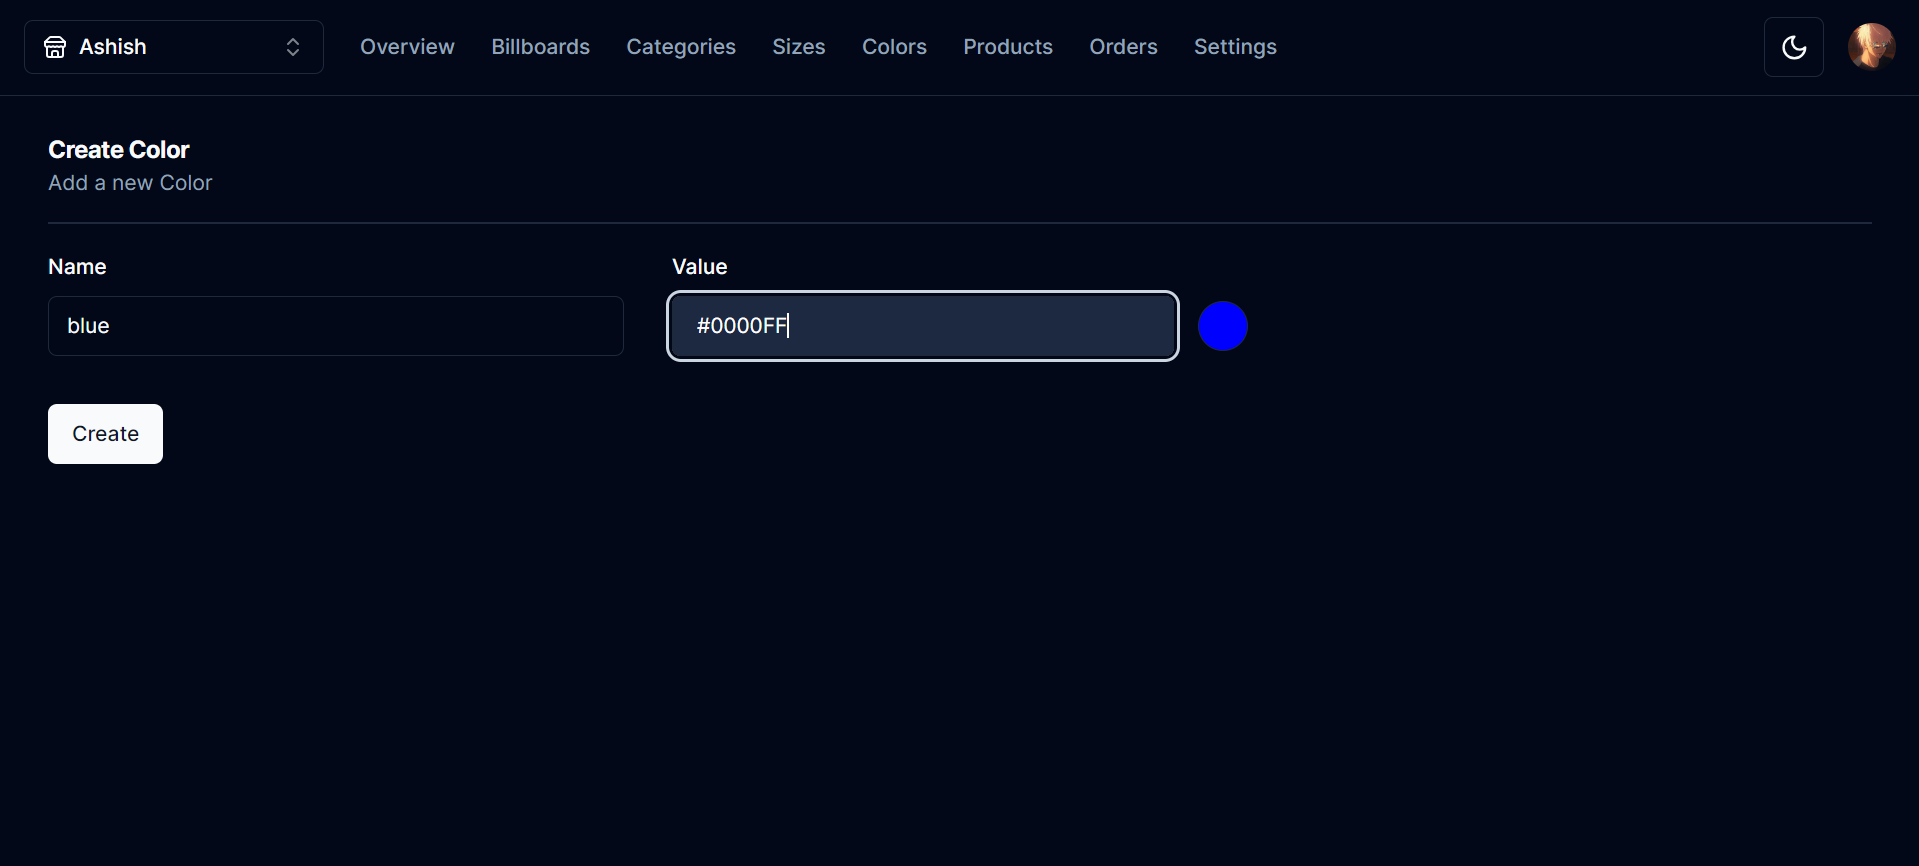 Ashish Overview Billboards Categories Sizes Colors Products Orders Settings
Create Color
Add a new Color
Name Value
blue #0000FF
Create